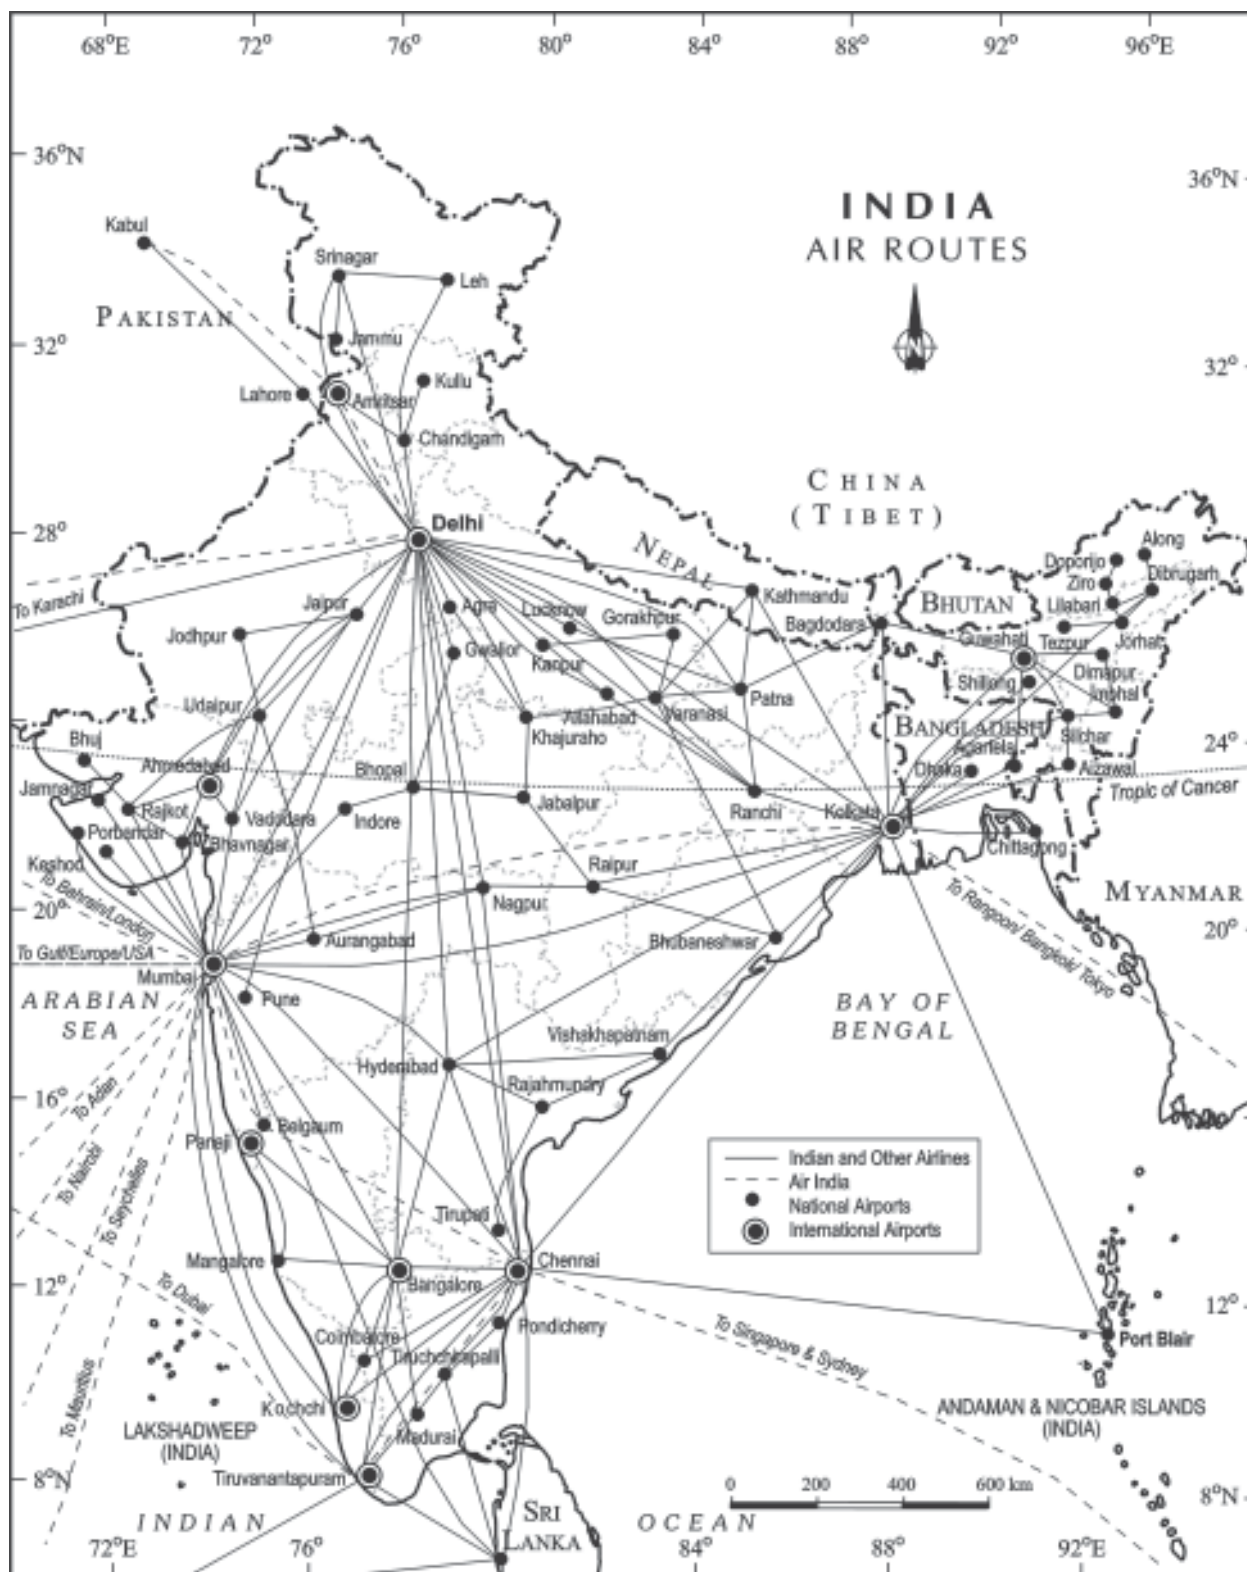 68°E 72° 76° 80° 84° 88° 92° 96°E
36°N
36°N
INDIA
AIR ROUTES
N
Kabul
Srinagar
Leh
PAKISTAN
Jammu
32°
32°
Lahore
Amritsar
Kullu
Chandigarh
CHINA
(TIBET)
28°
Delhi
NEPAL
To Karachi
Kathmandu
BHUTAN
Along
Doporijo
Ziro
Dibrugarh
Lilabari
Jaipur
Agra
Lucknow
Gorakhpur
Bagdodara
Guwahati
Tezpur
Jorhat
Jodhpur
Gwalior
Kanpur
Dimapur
Shillong
Imphal
Udaipur
Allahabad
Varanasi
Patna
Khajuraho
BANGLADESH
Silchar
Agartela
24°
Bhuj
Ahmedabad
Bhopal
Dhaka
Aizawal
Tropic of Cancer
Jamnagar
Rajkot
Vadodara
Indore
Jabalpur
Ranchi
Kolkata
Porbandar
Bhavnagar
Chittagong
Keshod
Raipur
MYANMAR
To Bahrain/London
20°
Nagpur
To Rangoon/ Bangkok/ Tokyo
20°
To Gulf/Europe/USA
Aurangabad
Bhubaneshwar
Mumbai
Pune
ARABIAN
SEA
BAY OF
BENGAL
Vishakhapatnam
Hyderabad
Rajahmundry
16°
To Adan
To Nairobi
To Seychelles
Belgaum
Panaji
Indian and Other Airlines
Air India
National Airports
International Airports
Tirupati
Mangalore
Bangalore
Chennai
12°
12°
To Dubai
Pondicherry
To Singapore & Sydney
Port Blair
Coimbalore
Tiruchchirapalli
To Mauritius
Kochchi
Madurai
LAKSHADWEEP
(INDIA)
ANDAMAN & NICOBAR ISLANDS
(INDIA)
8°N
Tiruvanantapuram
0 200 400 600 km
8°N
INDIAN
OCEAN
SRI
LANKA
72°E 76° 84° 88° 92°E